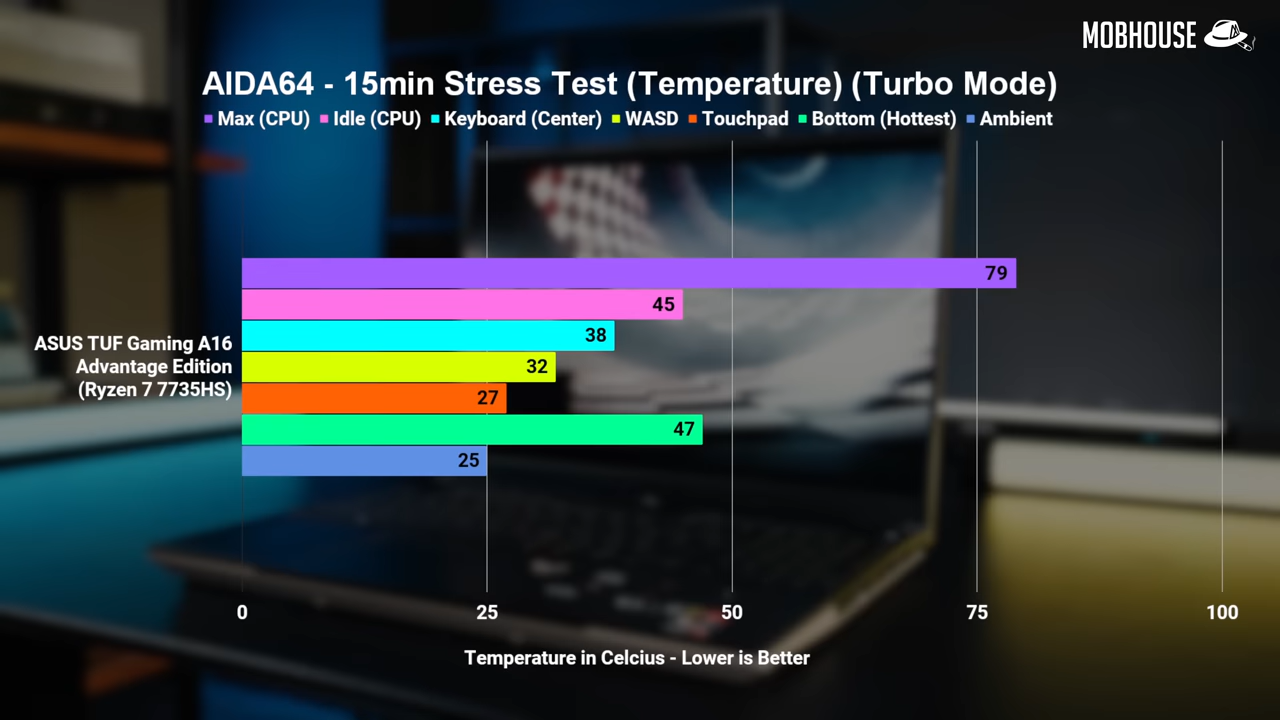 MOBHOUSE
AIDA64 - 15min Stress Test (Temperature) (Turbo Mode)
Max (CPU) Idle (CPU) Keyboard (Center) WASD Touchpad Bottom (Hottest) Ambient
79
45
38
32
27
47
25
ASUS TUF Gaming A16
Advantage Edition
(Ryzen 7 7735HS)
0 25 50 75 100
Temperature in Celcius - Lower is Better